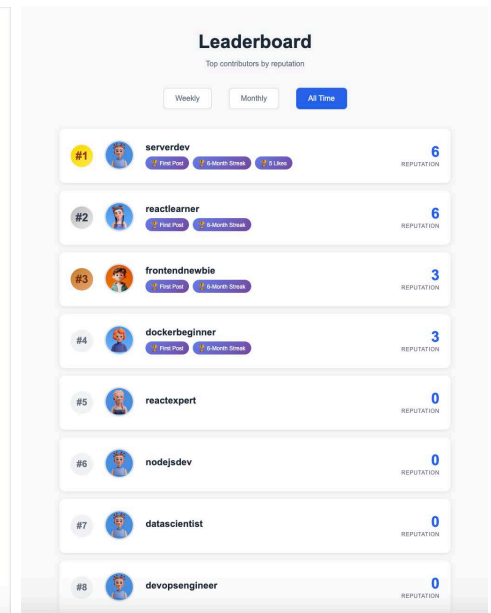 Leaderboard
Top contributors by reputation
Weekly Monthly All Time
#1 serverdev 6
First Post 6-Month Streak 5 Likes REPUTATION
#2 reactlearner 6
First Post 6-Month Streak REPUTATION
#3 frontendnewbie 3
First Post 6-Month Streak REPUTATION
#4 dockerbeginner 3
First Post 6-Month Streak REPUTATION
#5 reactexpert 0
REPUTATION
#6 nodejsdev 0
REPUTATION
#7 datascientist 0
REPUTATION
#8 devopsengineer 0
REPUTATION